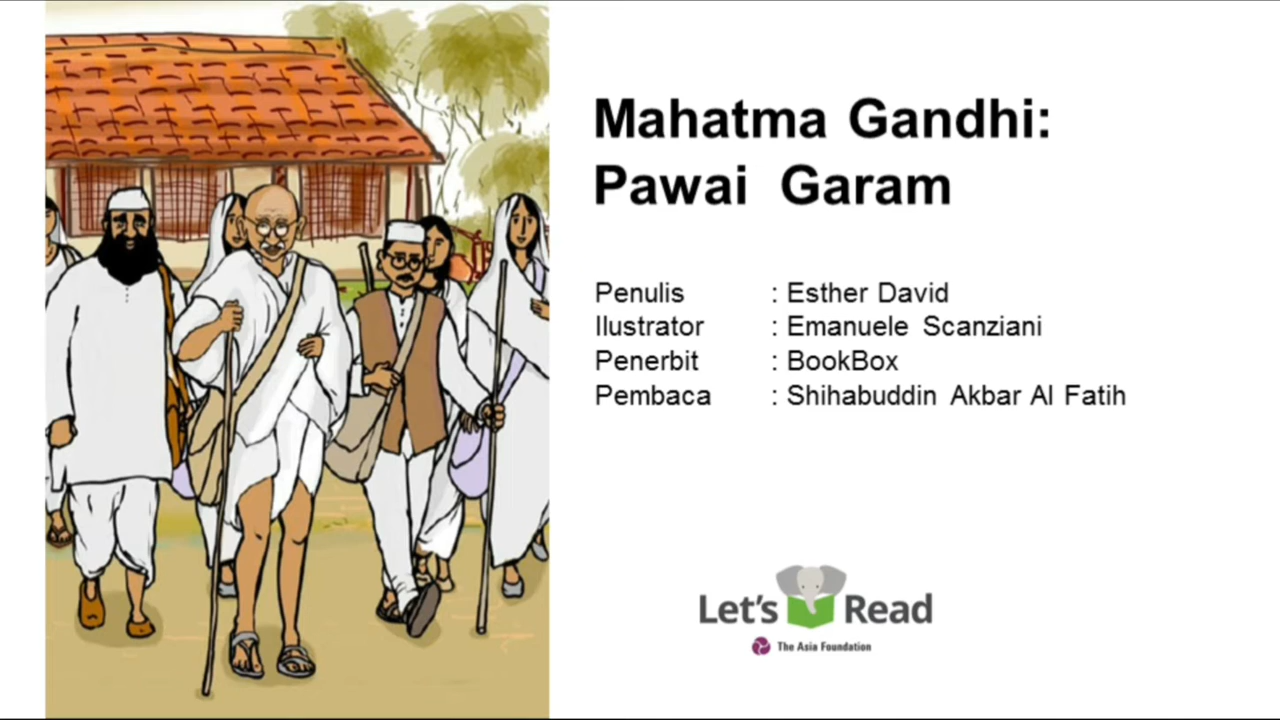 Mahatma Gandhi:
Pawai Garam
Penulis : Esther David
Ilustrator : Emanuele Scanziani
Penerbit : BookBox
Pembaca : Shihabuddin Akbar Al Fatih
Let's Read
The Asia Foundation